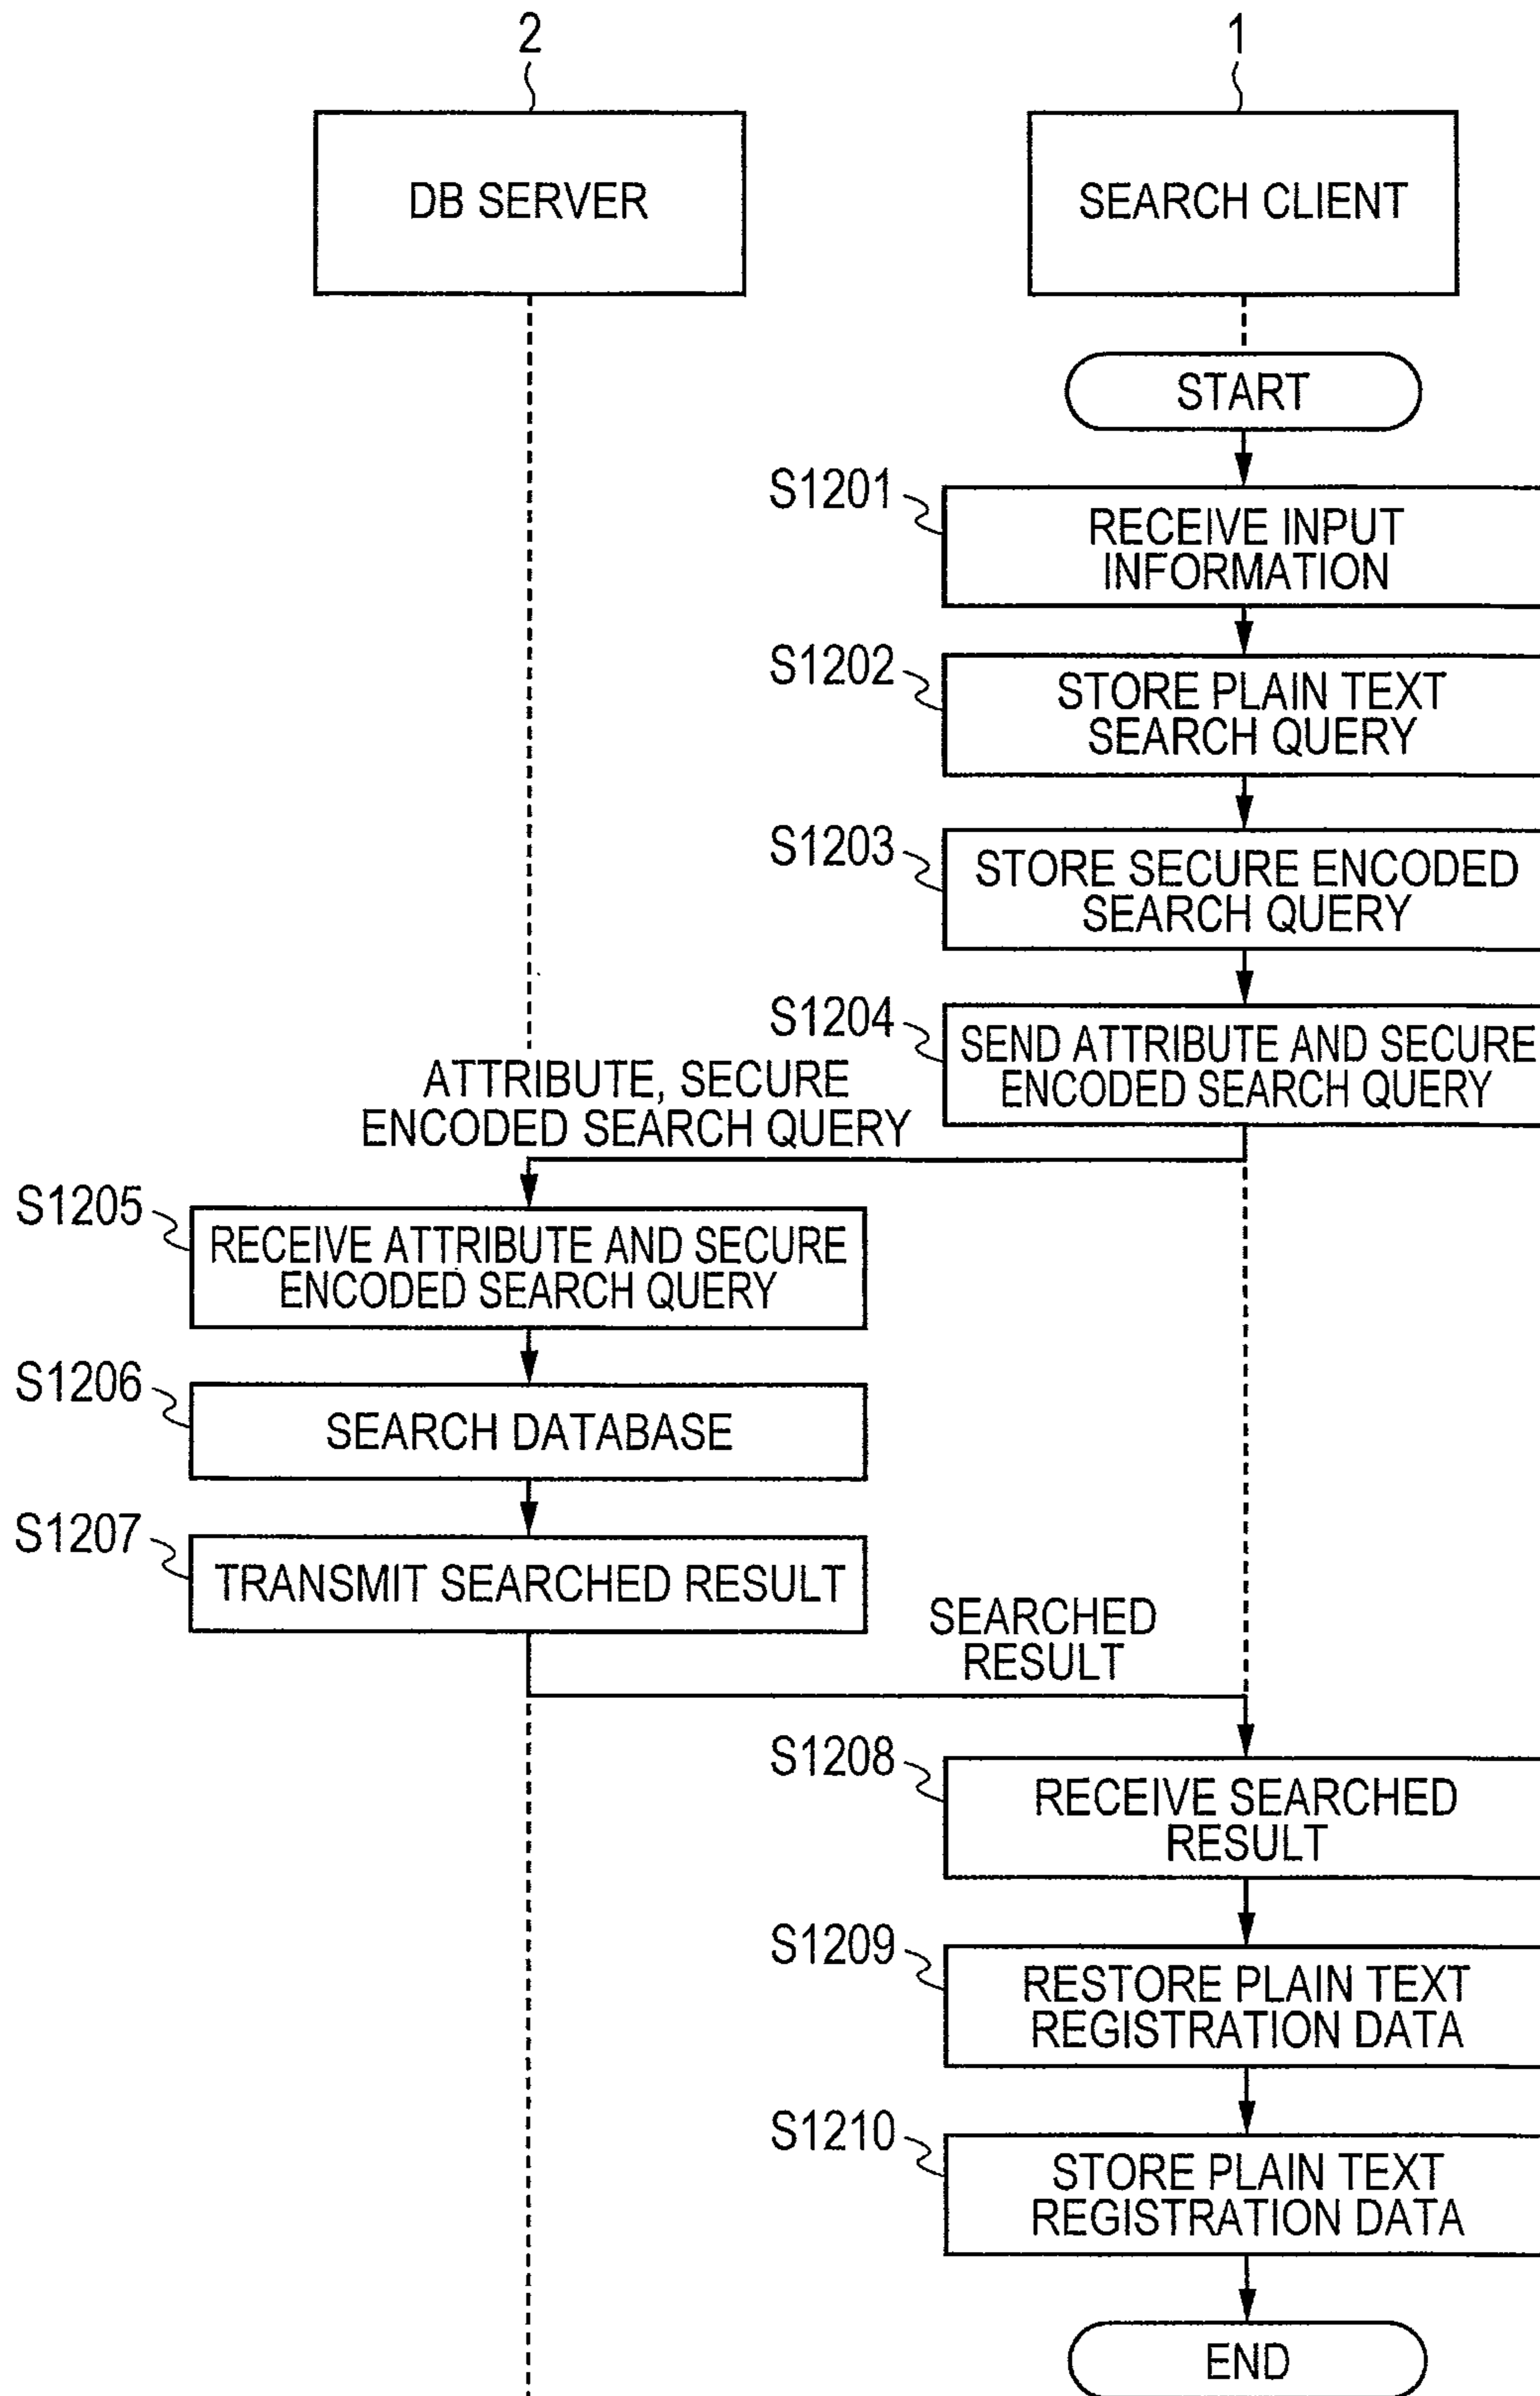 2
1
DB SERVER
SEARCH CLIENT
START
S1201
RECEIVE INPUT
INFORMATION
S1202
STORE PLAIN TEXT
SEARCH QUERY
S1203
STORE SECURE ENCODED
SEARCH QUERY
S1204
SEND ATTRIBUTE AND SECURE
ENCODED SEARCH QUERY
ATTRIBUTE, SECURE
ENCODED SEARCH QUERY
S1205
RECEIVE ATTRIBUTE AND SECURE
ENCODED SEARCH QUERY
S1206
SEARCH DATABASE
S1207
TRANSMIT SEARCHED RESULT
SEARCHED
RESULT
S1208
RECEIVE SEARCHED
RESULT
S1209
RESTORE PLAIN TEXT
REGISTRATION DATA
S1210
STORE PLAIN TEXT
REGISTRATION DATA
END